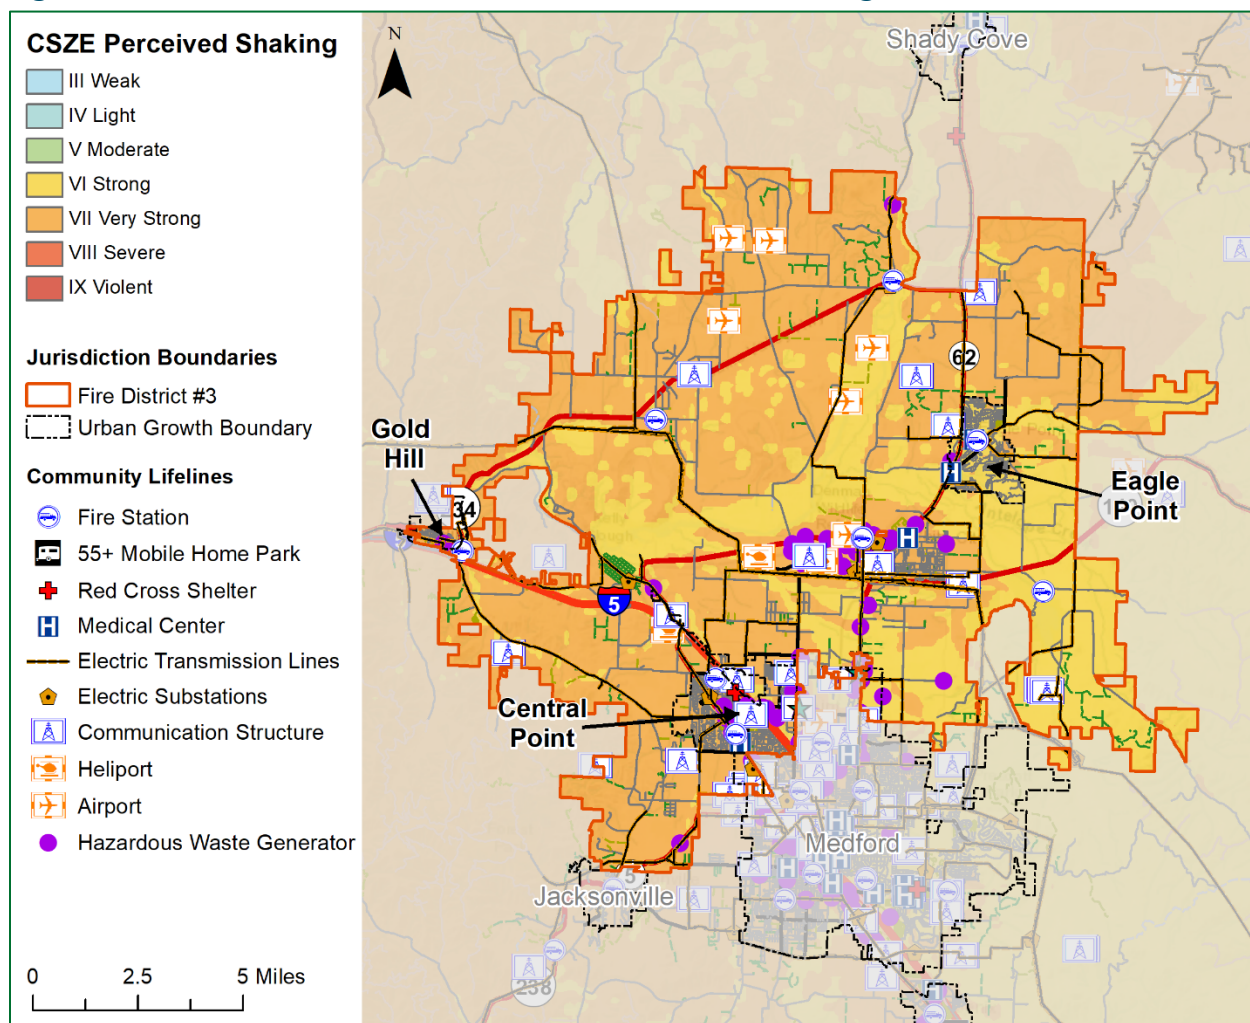 CSZE Perceived Shaking
III Weak
IV Light
V Moderate
VI Strong
VII Very Strong
VIII Severe
IX Violent
Jurisdiction Boundaries
Fire District #3
Urban Growth Boundary
Community Lifelines
Fire Station
55+ Mobile Home Park
Red Cross Shelter
H Medical Center
Electric Transmission Lines
Electric Substations
Communication Structure
Heliport
Airport
Hazardous Waste Generator
0 2.5 5 Miles
N
Shady Cove
62
Gold
Hill
34
Eagle
Point
H
H
5
Central
Point
H
Medford
Jacksonville
238